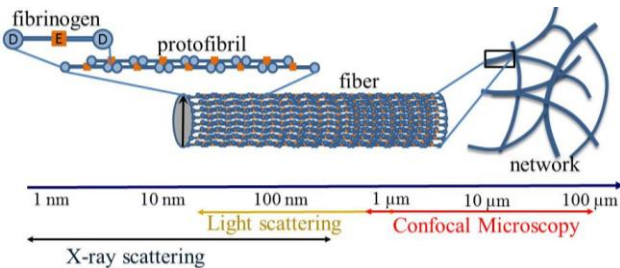 fibrinogen
D E D
protofibril
fiber
network
1 nm 10 nm 100 nm 1 µm 10 µm 100 µm
Light scattering Confocal Microscopy
X-ray scattering